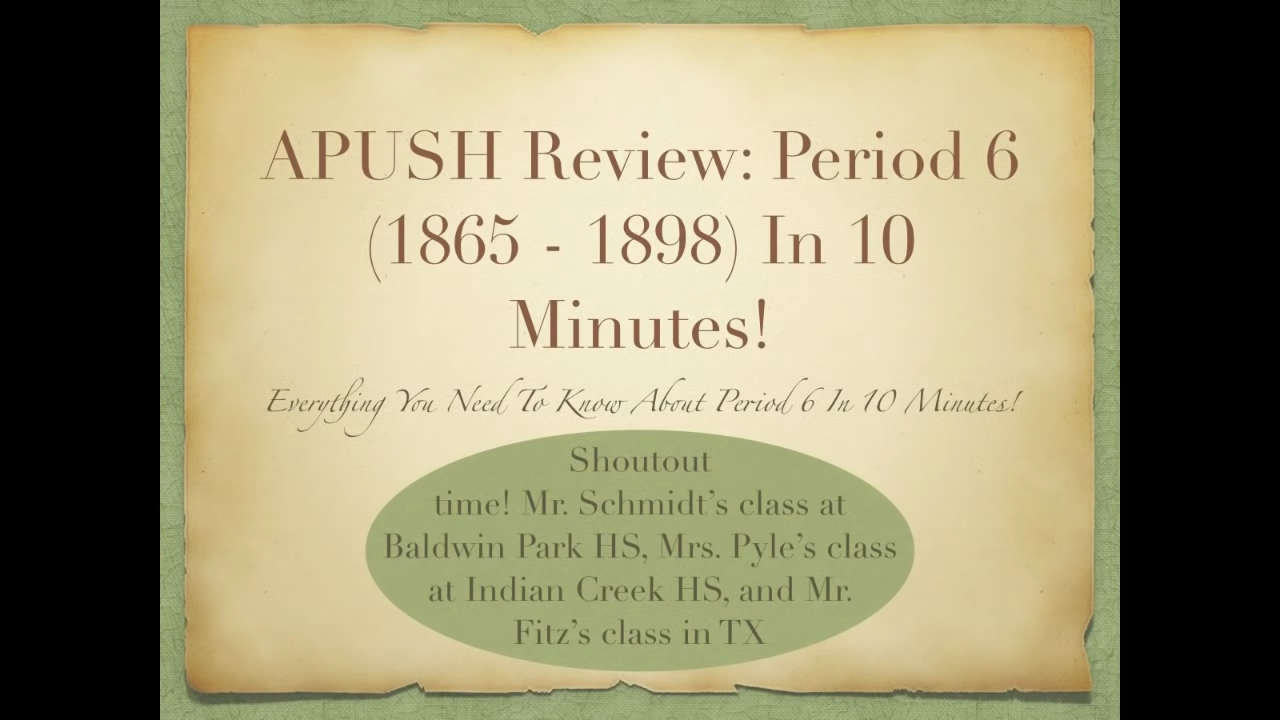 APUSH Review: Period 6
(1865 - 1898) In 10
Minutes!
Everything You Need To Know About Period 6 In 10 Minutes!
Shoutout
time! Mr. Schmidt’s class at
Baldwin Park HS, Mrs. Pyle’s class
at Indian Creek HS, and Mr.
Fitz’s class in TX